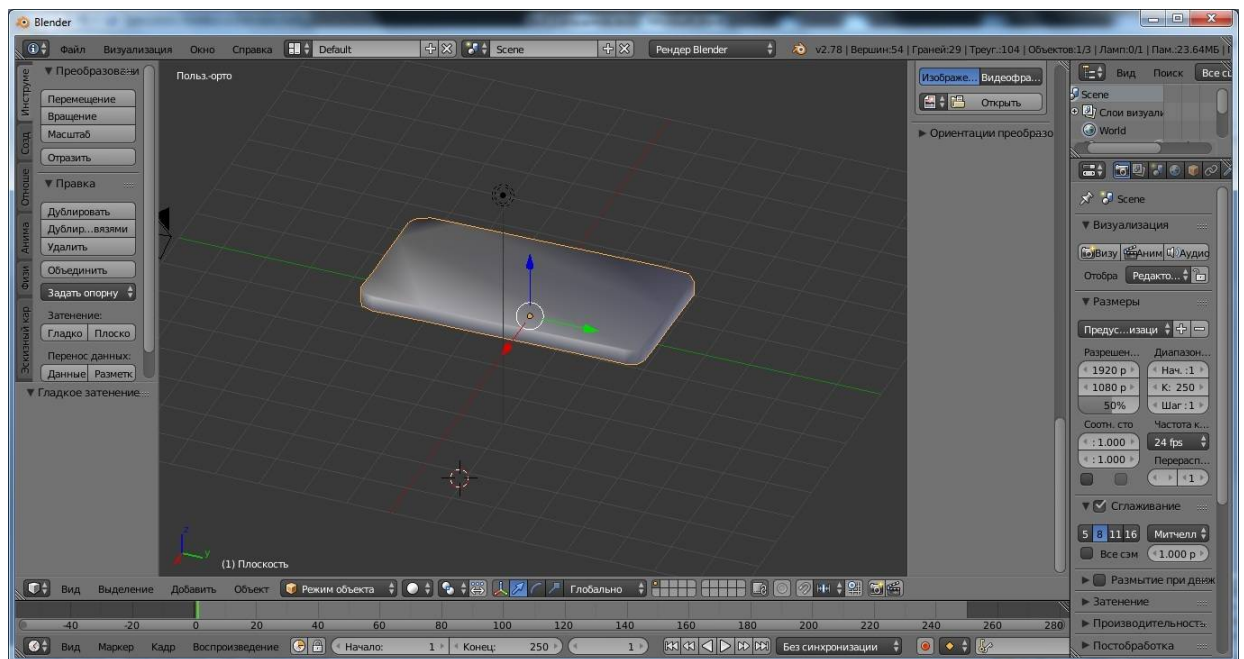 Blender
Файл Визуализация Окно Справка Default Scene Рендер Blender v2.78 | Вершин:54 | Граней:29 | Треуг.:104 | Объектов:1/3 | Ламп:0/1 | Пам.:23.64МБ |
Инструме
Созд
Отноше
Анима
Физи
Эскизный кар
Преобразовани
Перемещение
Вращение
Масштаб
Отразить
Правка
Дублировать
Дублир...вязями
Удалить
Объединить
Задать опорну
Затенение:
Гладко Плоско
Перенос данных:
Данные Разметк
Гладкое затенение
Польз.-орто
z
y
(1) Плоскость
Изображе... Видеофра...
Открыть
Ориентации преобразо
Вид Поиск Все сц
Scene
Слои визуали
World
Scene
Визуализация
Визу Аним Аудио
Отобра Редакто...
Размеры
Предус...изаци
Разрешен... Диапазон...
1920 p Нач. :1
1080 p К: 250
50% Шаг :1
Соотн. сто Частота к...
: 1.000 24 fps
: 1.000 Перерасп...
1
Сглаживание
5 8 11 16 Митчелл
Все сэм 1.000 p
Размытие при движ
Затенение
Производительность
Постобработка
Вид Выделение Добавить Объект Режим объекта Глобально
-40 -20 0 20 40 60 80 100 120 140 160 180 200 220 240 260 280
Вид Маркер Кадр Воспроизведение Начало: 1 Конец: 250 1 Без синхронизации